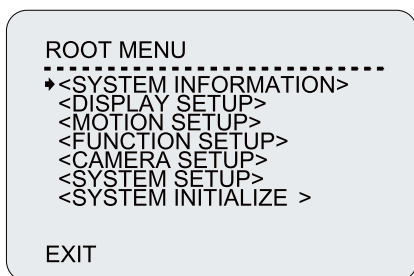 ROOT MENU
<SYSTEM INFORMATION>
<DISPLAY SETUP>
<MOTION SETUP>
<FUNCTION SETUP>
<CAMERA SETUP>
<SYSTEM SETUP>
<SYSTEM INITIALIZE >
EXIT